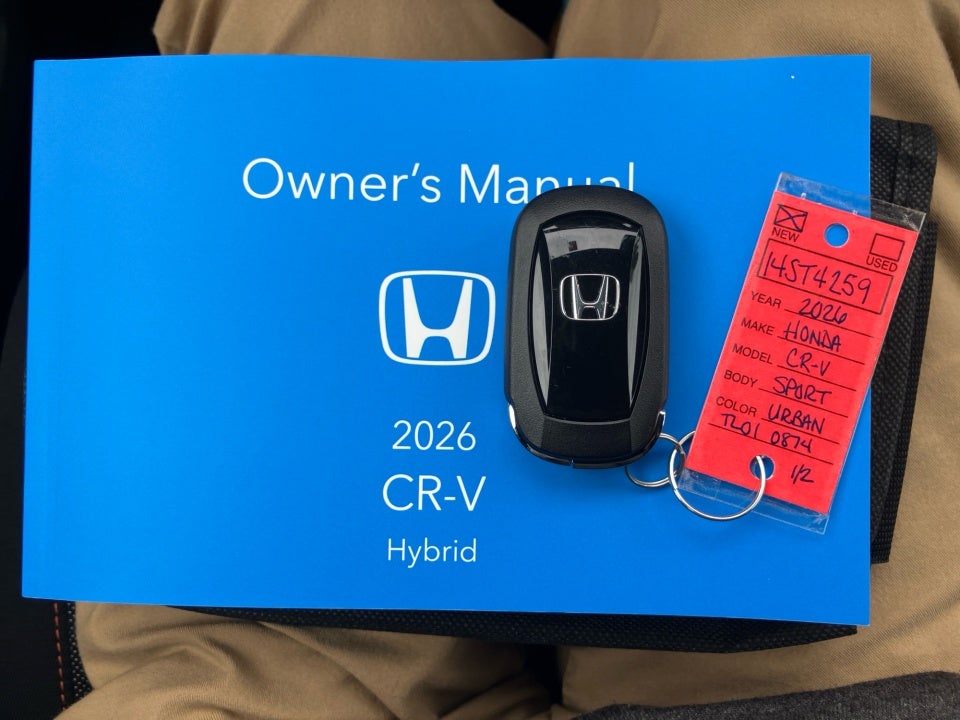 Owner's Manual
2026
CR-V
Hybrid
NEW
USED
14ST4259
YEAR 2026
MAKE HONDA
MODEL CR-V
BODY SPORT
COLOR URBAN
TL01 0874
1/2